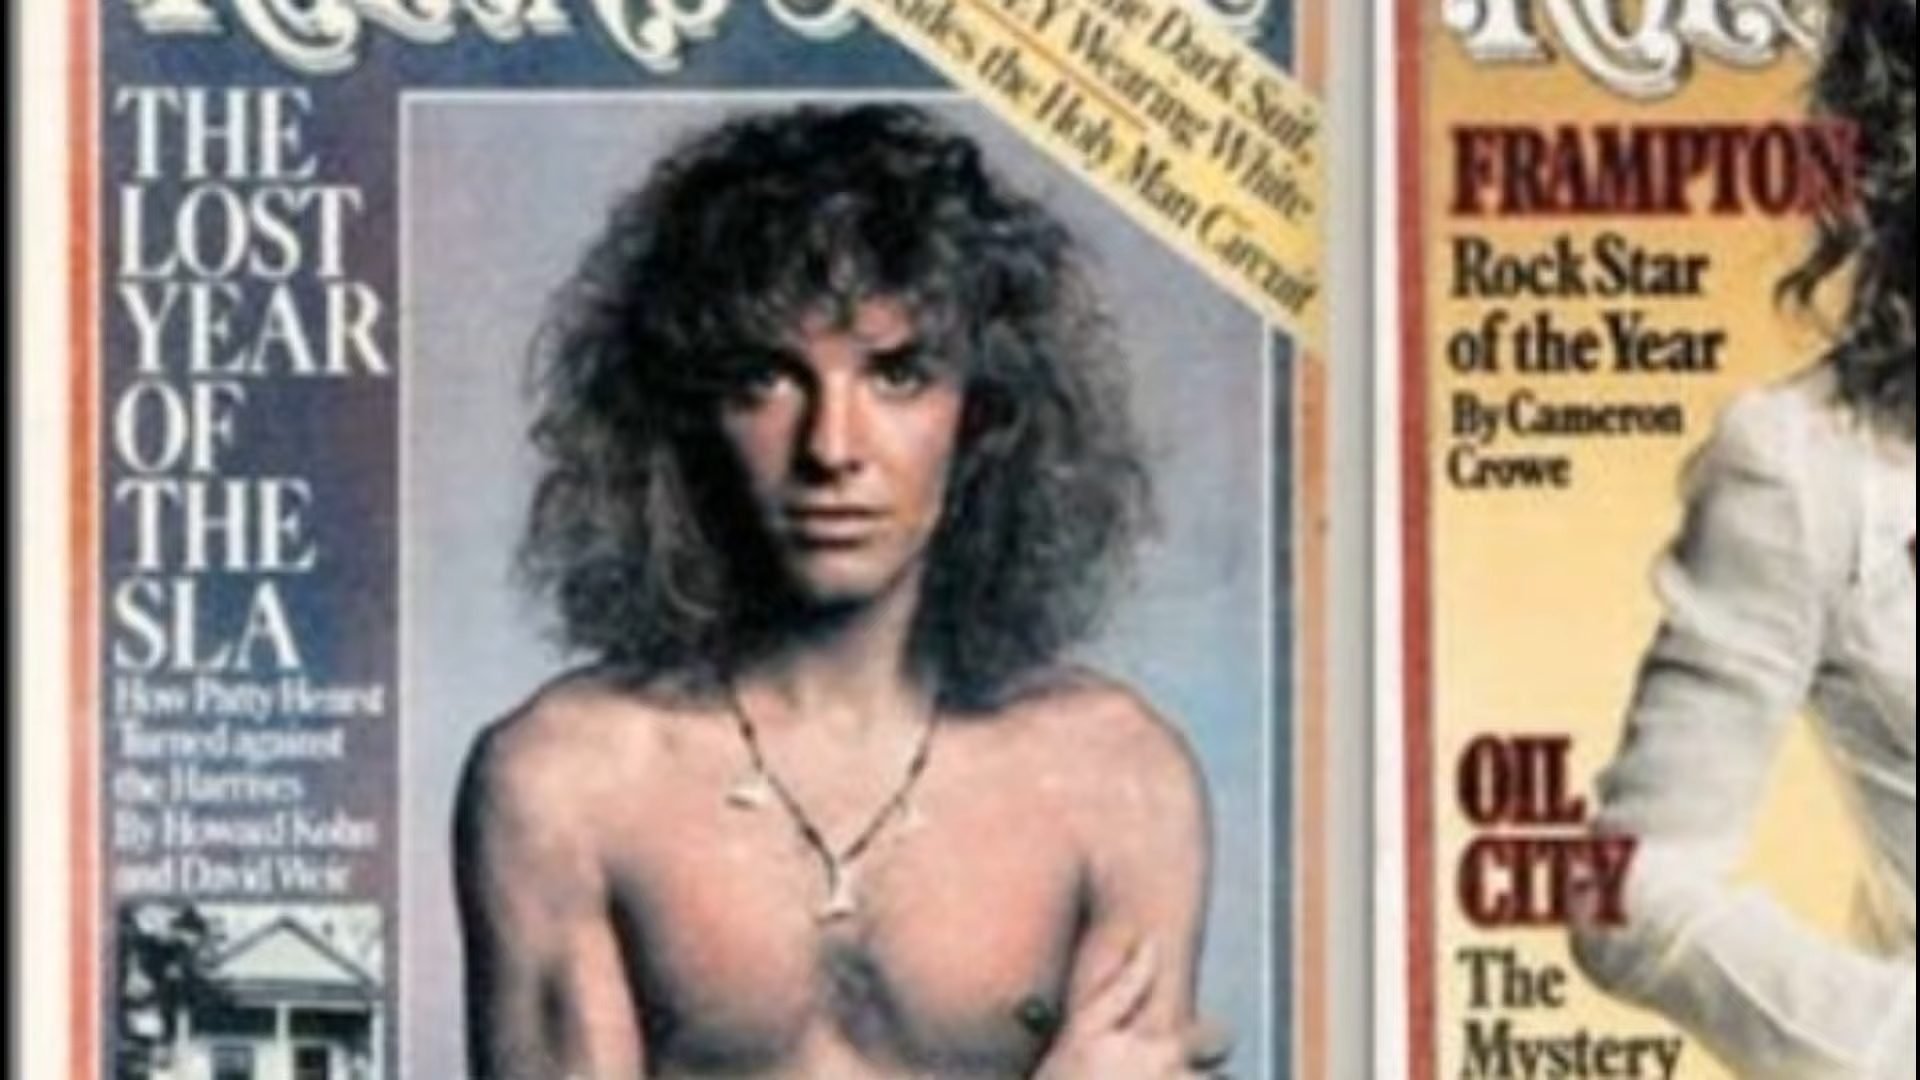 THE
LOST
YEAR
OF
THE
SLA
How Patty Hearst
Turned against
the Harrises
By Howard Kohn
and David Weir
Dark Suit,
Wearing White
the Holy Man Circuit
FRAMPTON
Rock Star
of the Year
By Cameron
Crowe
OIL
CITY
The
Mystery